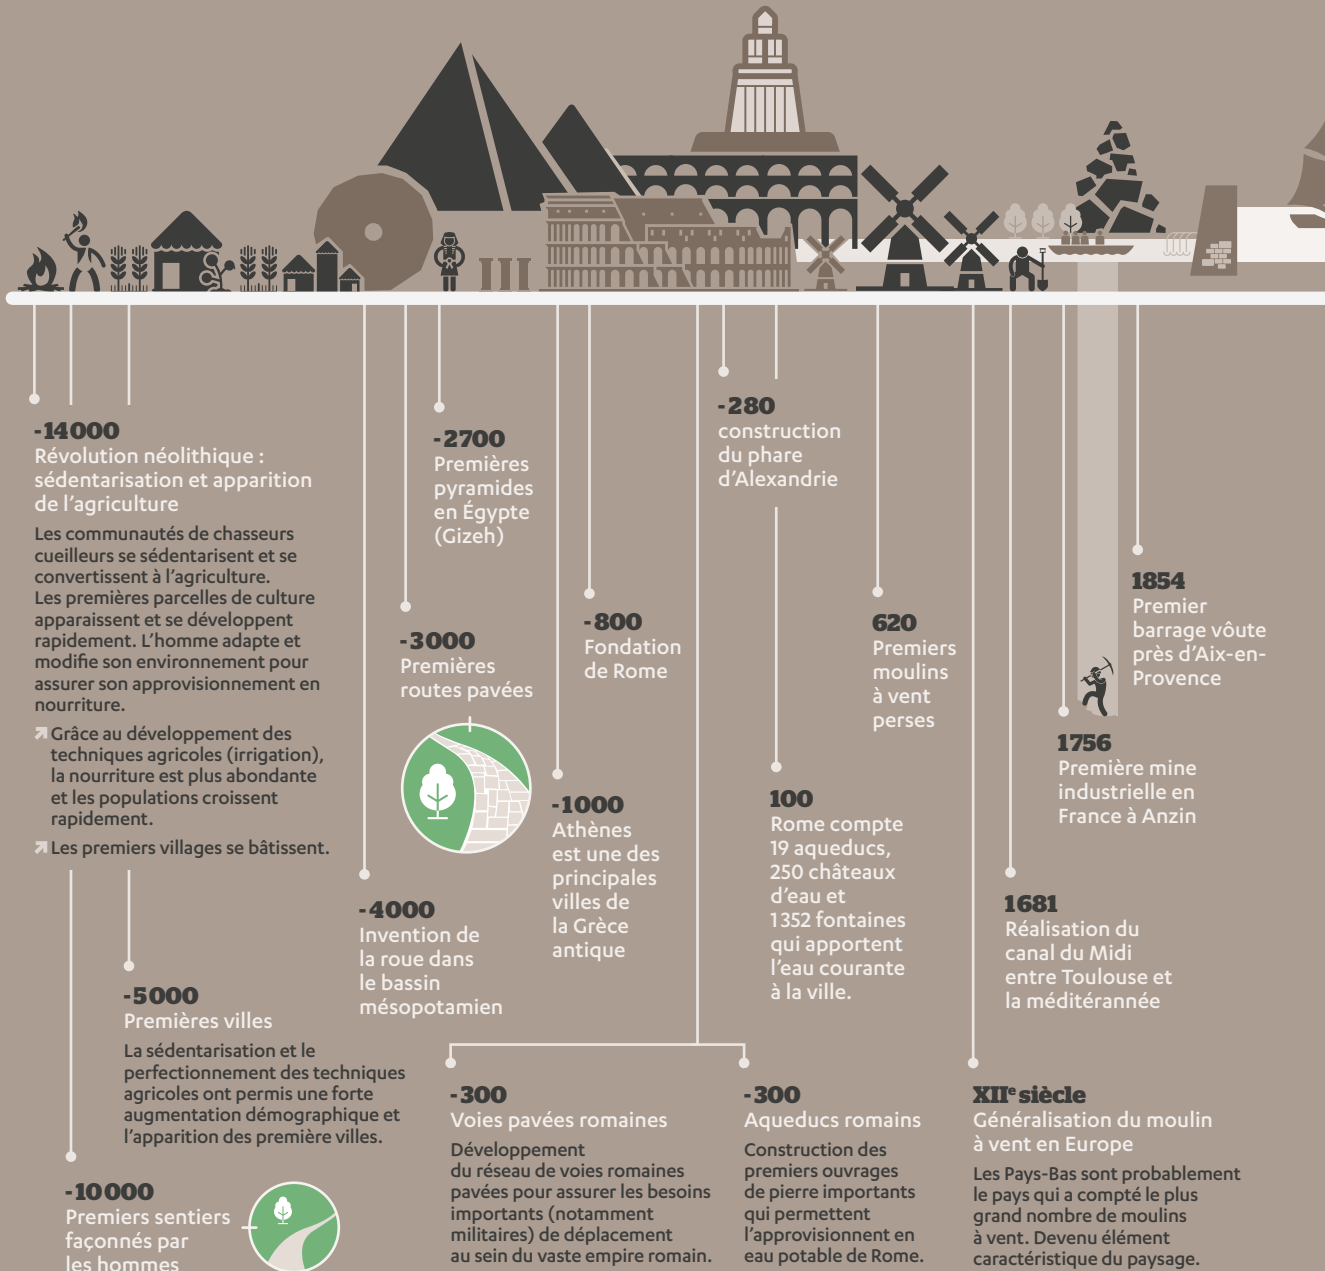 -14000
Révolution néolithique :
sédentarisation et apparition
de l'agriculture
Les communautés de chasseurs
cueilleurs se sédentarisent et se
convertissent à l'agriculture.
Les premières parcelles de culture
apparaissent et se développent
rapidement. L'homme adapte et
modifie son environnement pour
assurer son approvisionnement en
nourriture.
↗ Grâce au développement des
techniques agricoles (irrigation),
la nourriture est plus abondante
et les populations croissent
rapidement.
↗ Les premiers villages se bâtissent.
-10000
Premiers sentiers
façonnés par
les hommes
-5000
Premières villes
La sédentarisation et le
perfectionnement des techniques
agricoles ont permis une forte
augmentation démographique et
l'apparition des première villes.
-4000
Invention de
la roue dans
le bassin
mésopotamien
-3000
Premières
routes pavées
-2700
Premières
pyramides
en Égypte
(Gizeh)
-1000
Athènes
est une des
principales
villes de
la Grèce
antique
-800
Fondation
de Rome
-300
Voies pavées romaines
Développement
du réseau de voies romaines
pavées pour assurer les besoins
importants (notamment
militaires) de déplacement
au sein du vaste empire romain.
-300
Aqueducs romains
Construction des
premiers ouvrages
de pierre importants
qui permettent
l'approvisionnent en
eau potable de Rome.
-280
construction
du phare
d'Alexandrie
100
Rome compte
19 aqueducs,
250 châteaux
d'eau et
1352 fontaines
qui apportent
l'eau courante
à la ville.
620
Premiers
moulins
à vent
perses
XIIe siècle
Généralisation du moulin
à vent en Europe
Les Pays-Bas sont probablement
le pays qui a compté le plus
grand nombre de moulins
à vent. Devenu élément
caractéristique du paysage.
1681
Réalisation du
canal du Midi
entre Toulouse et
la méditérannée
1756
Première mine
industrielle en
France à Anzin
1854
Premier
barrage vôute
près d'Aix-en-
Provence